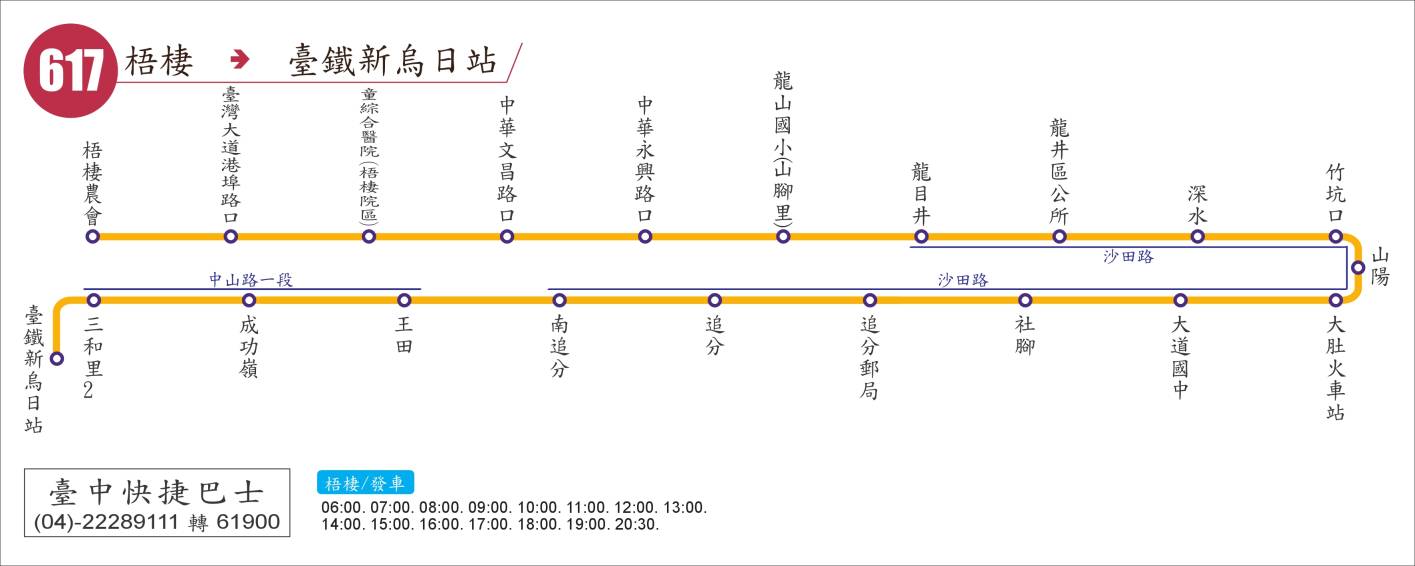 617 梧棲 → 臺鐵新烏日站
梧棲農會
臺灣大道港埠路口
童綜合醫院(梧棲院區)
中華文昌路口
中華永興路口
龍山國小(山腳里)
龍目井
龍井區公所
深水
竹坑口
沙田路
山陽
中山路一段
沙田路
大肚火車站
大道國中
社腳
追分郵局
追分
南追分
王田
成功嶺
三和里2
臺鐵新烏日站
臺中快捷巴士
(04)-22289111 轉 61900
梧棲/發車
06:00. 07:00. 08:00. 09:00. 10:00. 11:00. 12:00. 13:00.
14:00. 15:00. 16:00. 17:00. 18:00. 19:00. 20:30.